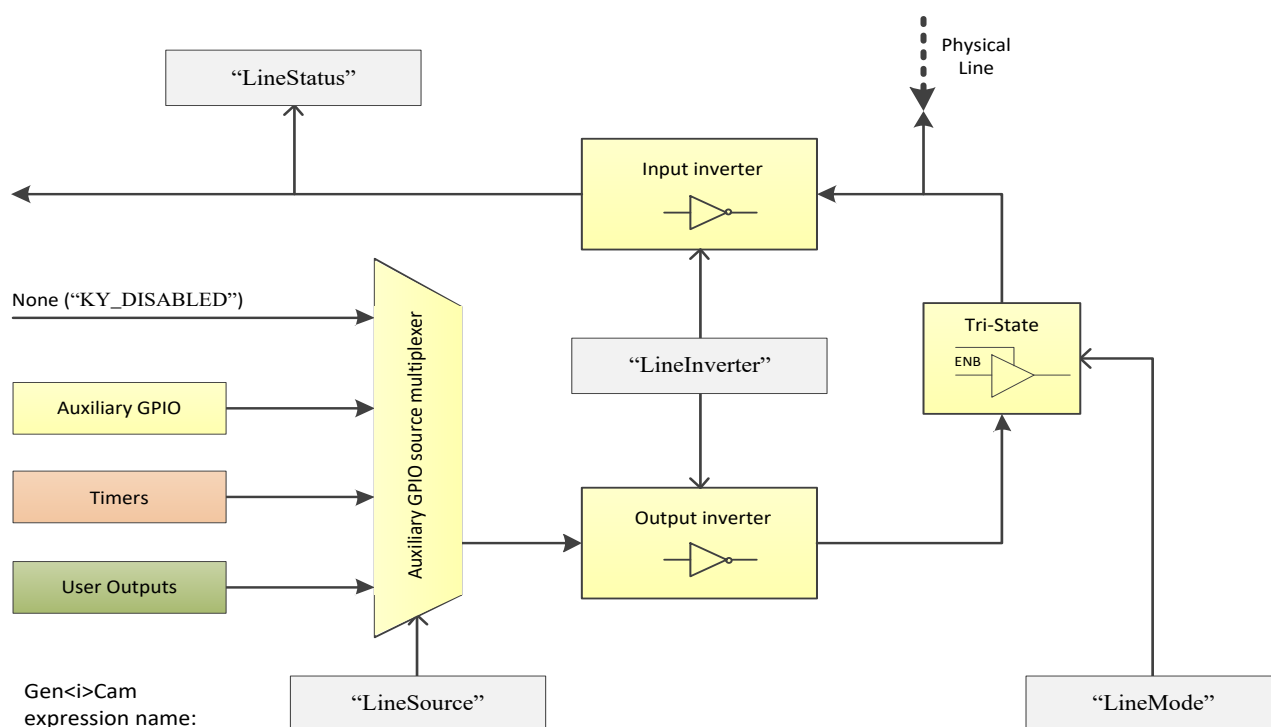 Physical
Line
“LineStatus”
Input inverter
None (“KY_DISABLED”)
Auxiliary GPIO source multiplexer
Tri-State
ENB
“LineInverter”
Auxiliary GPIO
Timers
Output inverter
User Outputs
Gen<i>Cam
expression name:
“LineSource”
“LineMode”